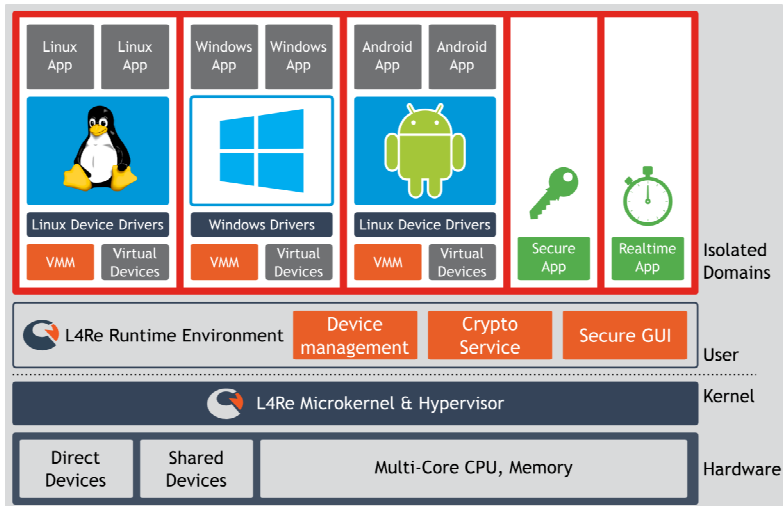 Linux
App
Linux
App
Windows
App
Windows
App
Android
App
Android
App
Linux Device Drivers
Windows Drivers
Linux Device Drivers
VMM
Virtual
Devices
VMM
Virtual
Devices
VMM
Virtual
Devices
Secure
App
Realtime
App
Isolated
Domains
L4Re Runtime Environment
Device
management
Crypto
Service
Secure GUI
User
Kernel
L4Re Microkernel & Hypervisor
Direct
Devices
Shared
Devices
Multi-Core CPU, Memory
Hardware